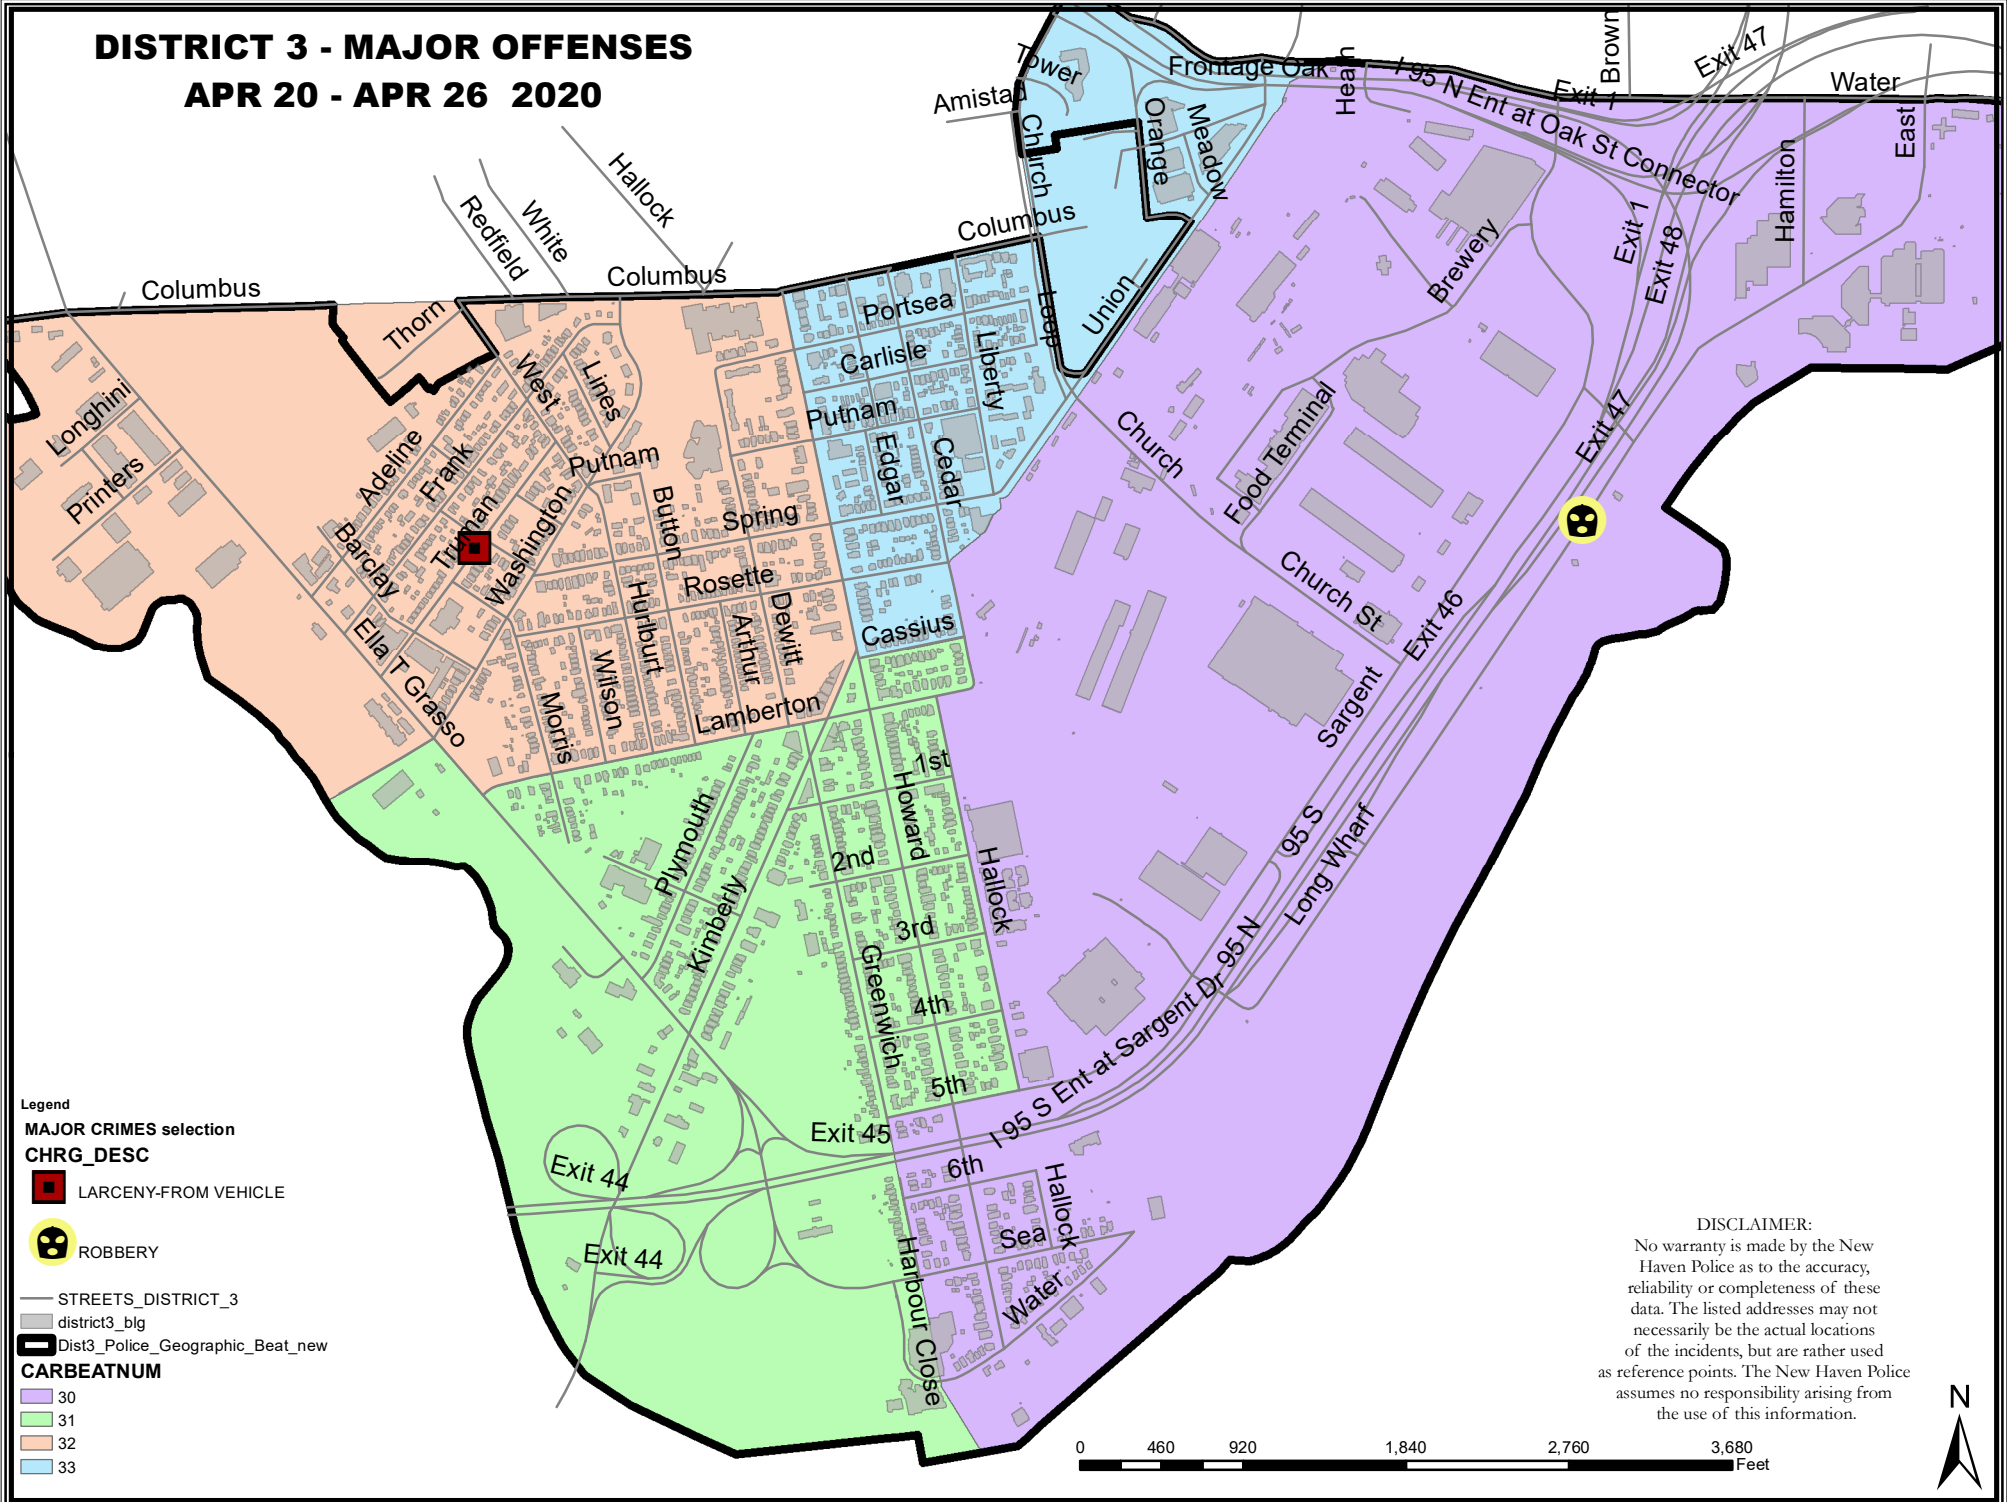 DISTRICT 3 - MAJOR OFFENSES
APR 20 - APR 26 2020
Tower
Amistad
Church
Orange
Meadow
Frontage Oak
Heath
I 95 N Ent at Oak St Connector
Exit 1
Brown
Exit 47
Water
East
Hamilton
Exit 1
Exit 48
Brewery
Hallock
White
Redfield
Columbus
Columbus
Columbus
Thorn
Portsea
Carlisle
Liberty
Loop
Union
Putnam
Edgar
Cedar
Longhini
Printers
Adeline
Frank
West
Lines
Truman
Washington
Barclay
Putnam
Button
Spring
Rosette
Hurlburt
Arthur
Dewitt
Wilson
Morris
Lamberton
Ella T Grasso
Cassius
Church
Food Terminal
Church St
Exit 47
Exit 46
Sargent
95 S
Long Wharf
95 N
I 95 S Ent at Sargent Dr
1st
Howard
2nd
Hallock
3rd
Greenwich
4th
5th
Plymouth
Kimberly
Exit 45
Exit 44
Exit 44
6th
Hallock
Sea
Water
Harbour Close
Legend
MAJOR CRIMES selection
CHRG_DESC
LARCENY-FROM VEHICLE
ROBBERY
STREETS_DISTRICT_3
district3_blg
Dist3_Police_Geographic_Beat_new
CARBEATNUM
30
31
32
33
DISCLAIMER:
No warranty is made by the New
Haven Police as to the accuracy,
reliability or completeness of these
data. The listed addresses may not
necessarily be the actual locations
of the incidents, but are rather used
as reference points. The New Haven Police
assumes no responsibility arising from
the use of this information.
N
0 460 920 1,840 2,760 3,680
Feet